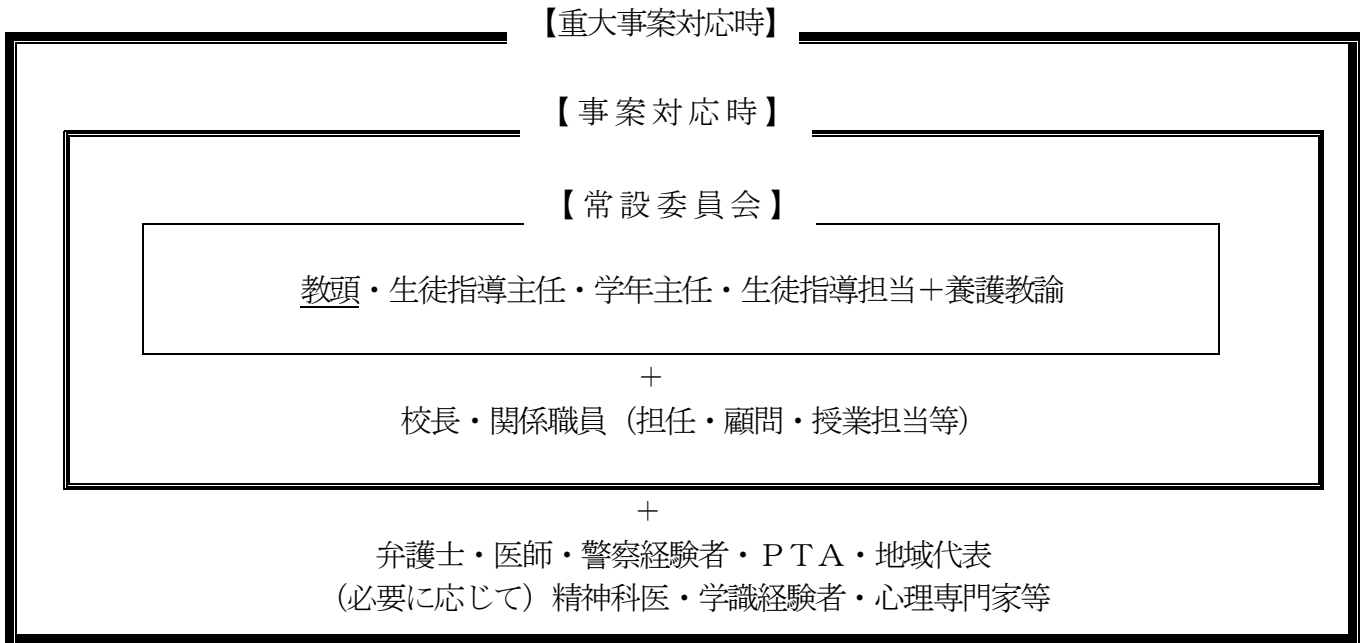 【重大事案対応時】
【事案対応時】
【常設委員会】
教頭・生徒指導主任・学年主任・生徒指導担当＋養護教諭
＋
校長・関係職員（担任・顧問・授業担当等）
＋
弁護士・医師・警察経験者・ＰＴＡ・地域代表
（必要に応じて）精神科医・学識経験者・心理専門家等